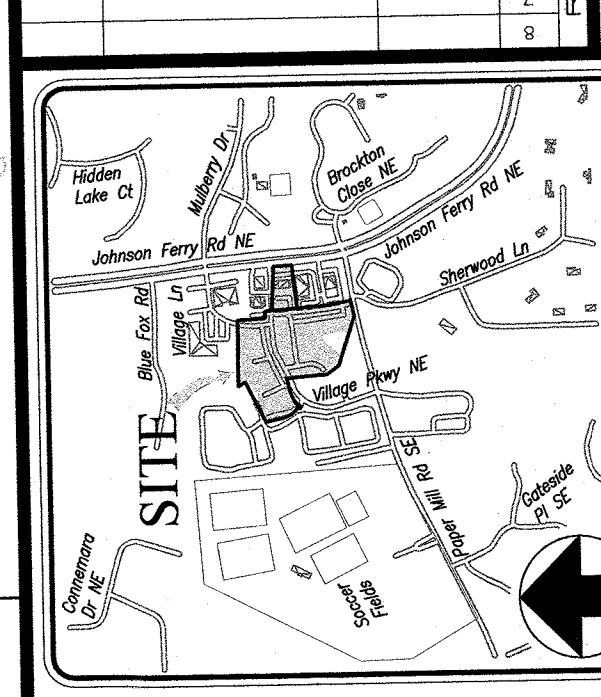 8
Hidden
Lake Ct
Mulberry Dr
Brockton
Close NE
Johnson Ferry Rd NE
Johnson Ferry Rd NE
Sherwood Ln
Blue Fox Rd
Village Ln
Village Pkwy NE
SITE
Paper Mill Rd SE
Gateside
Pl SE
Connemara
Dr NE
Soccer
Fields